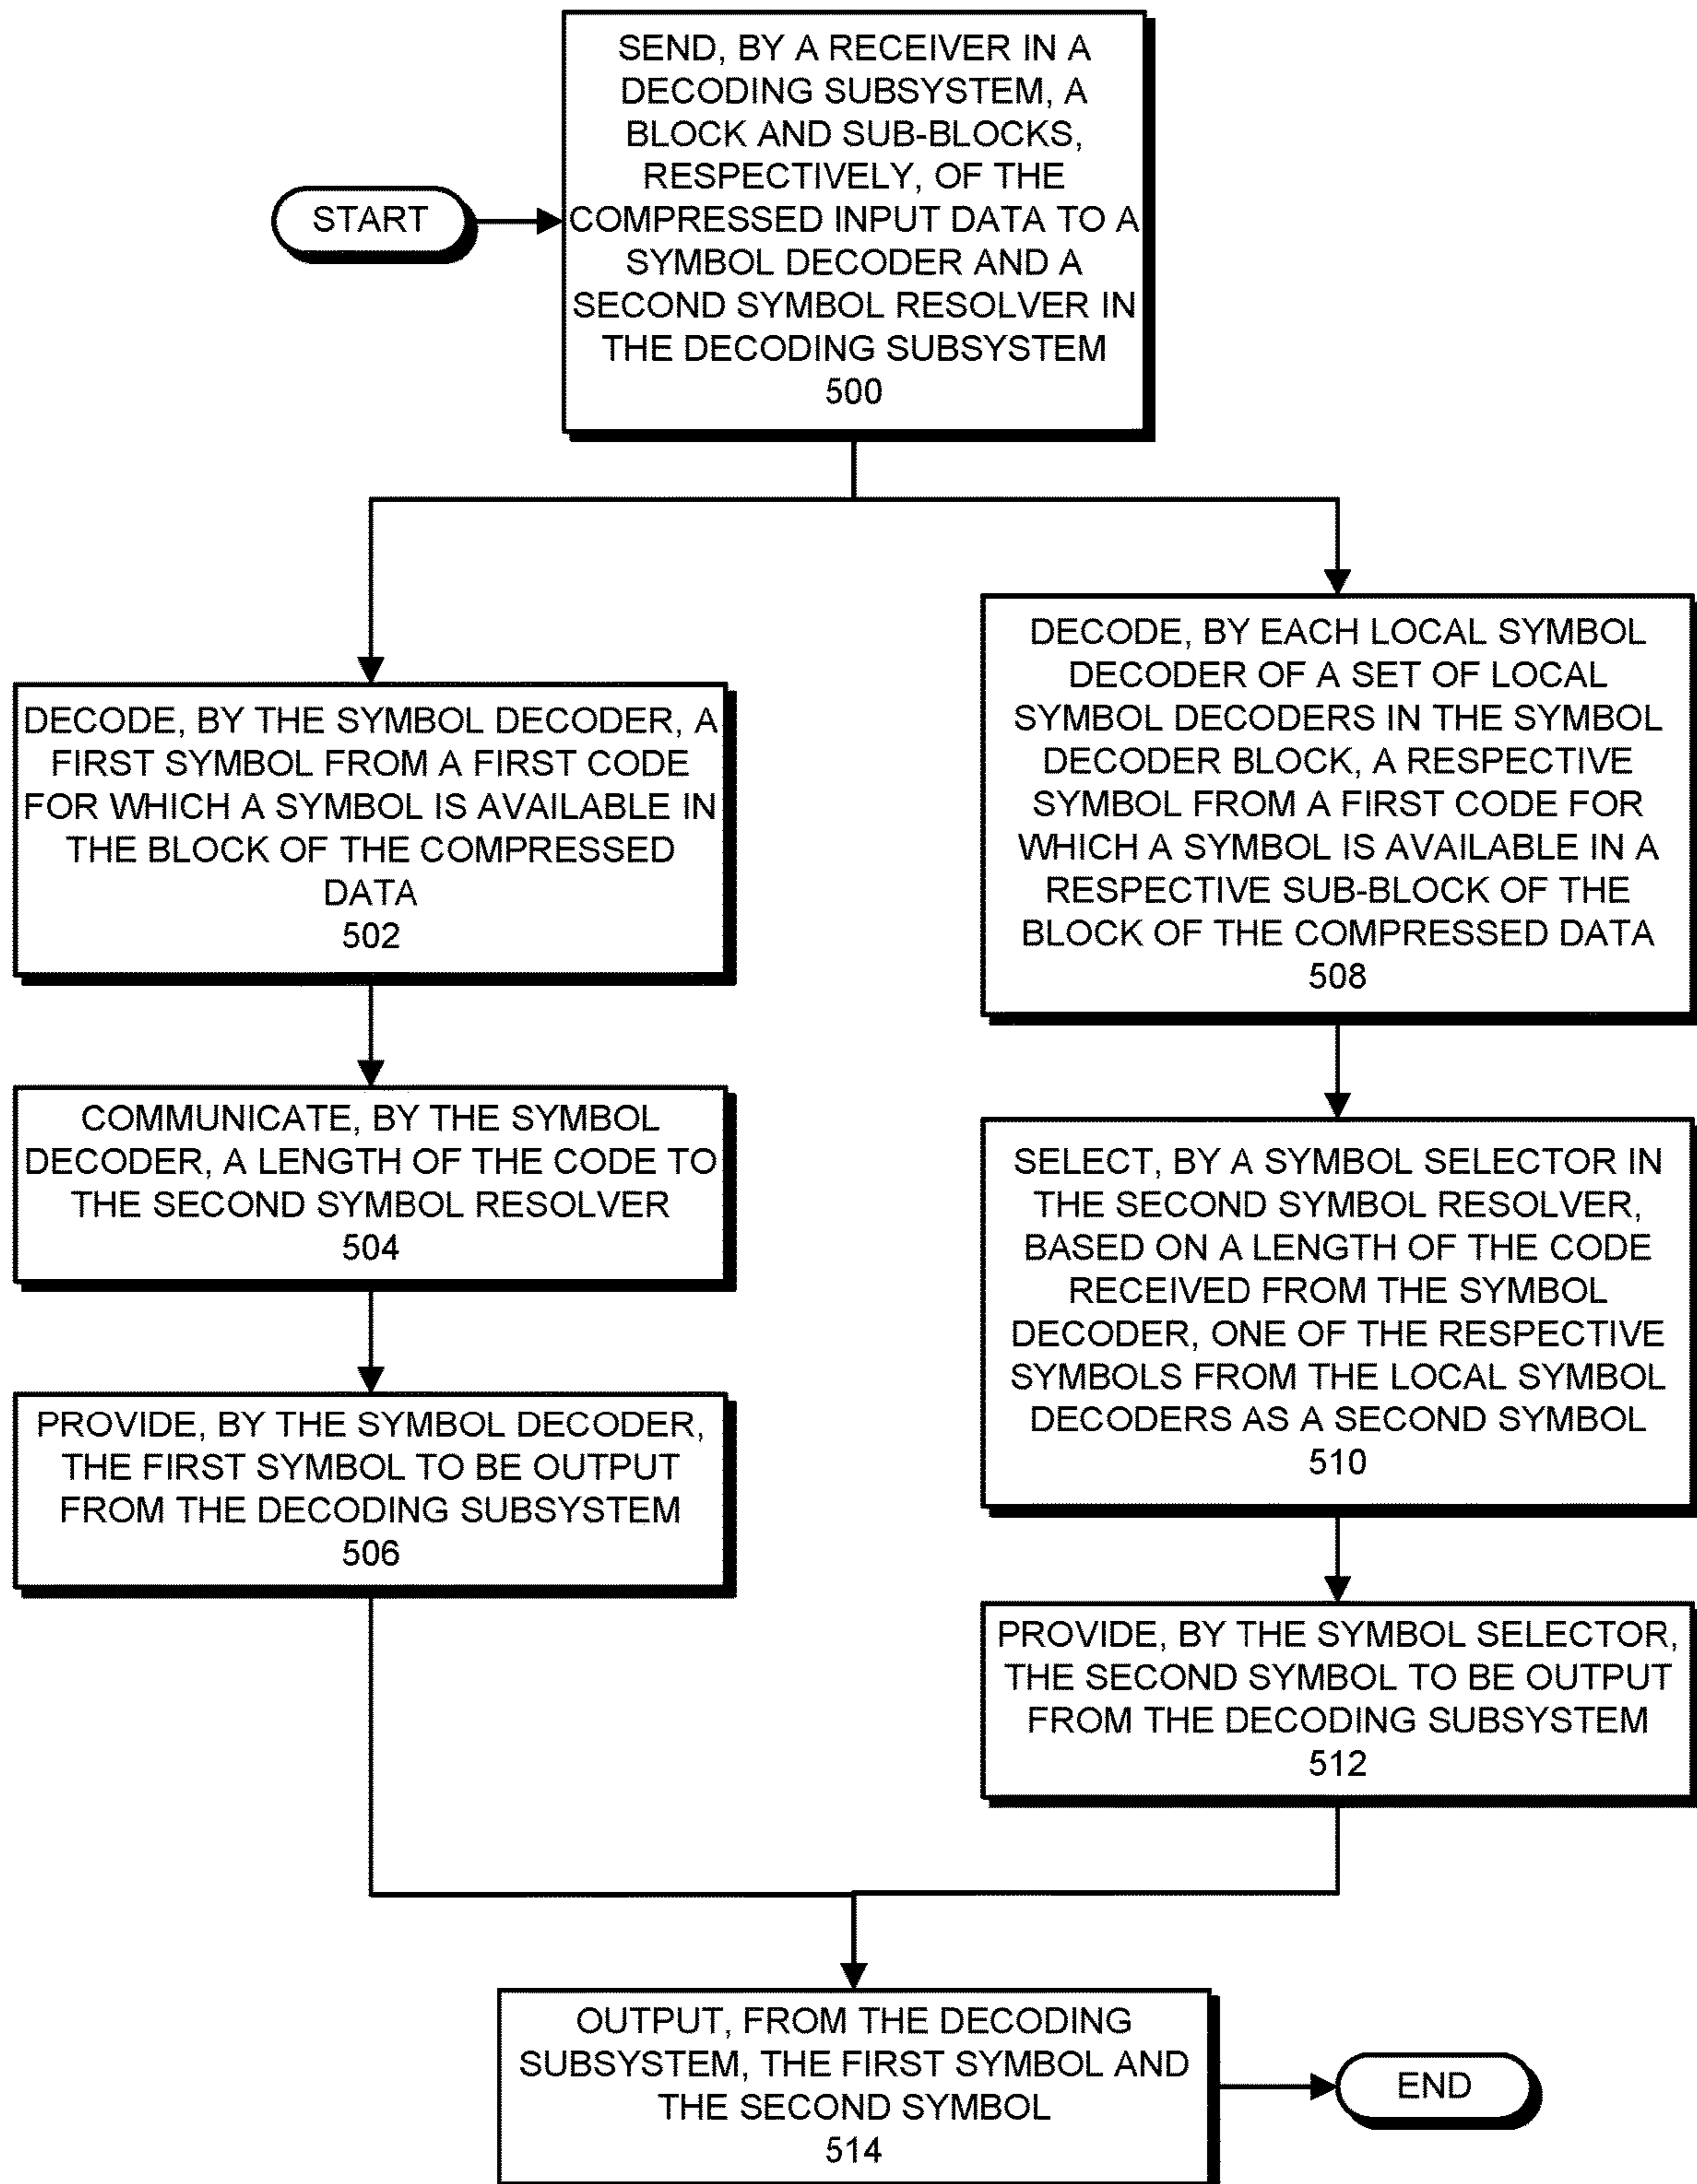 SEND, BY A RECEIVER IN A
DECODING SUBSYSTEM, A
BLOCK AND SUB-BLOCKS,
RESPECTIVELY, OF THE
COMPRESSED INPUT DATA TO A
SYMBOL DECODER AND A
SECOND SYMBOL RESOLVER IN
THE DECODING SUBSYSTEM
500
START
DECODE, BY THE SYMBOL DECODER, A
FIRST SYMBOL FROM A FIRST CODE
FOR WHICH A SYMBOL IS AVAILABLE IN
THE BLOCK OF THE COMPRESSED
DATA
502
COMMUNICATE, BY THE SYMBOL
DECODER, A LENGTH OF THE CODE TO
THE SECOND SYMBOL RESOLVER
504
PROVIDE, BY THE SYMBOL DECODER,
THE FIRST SYMBOL TO BE OUTPUT
FROM THE DECODING SUBSYSTEM
506
DECODE, BY EACH LOCAL SYMBOL
DECODER OF A SET OF LOCAL
SYMBOL DECODERS IN THE SYMBOL
DECODER BLOCK, A RESPECTIVE
SYMBOL FROM A FIRST CODE FOR
WHICH A SYMBOL IS AVAILABLE IN A
RESPECTIVE SUB-BLOCK OF THE
BLOCK OF THE COMPRESSED DATA
508
SELECT, BY A SYMBOL SELECTOR IN
THE SECOND SYMBOL RESOLVER,
BASED ON A LENGTH OF THE CODE
RECEIVED FROM THE SYMBOL
DECODER, ONE OF THE RESPECTIVE
SYMBOLS FROM THE LOCAL SYMBOL
DECODERS AS A SECOND SYMBOL
510
PROVIDE, BY THE SYMBOL SELECTOR,
THE SECOND SYMBOL TO BE OUTPUT
FROM THE DECODING SUBSYSTEM
512
OUTPUT, FROM THE DECODING
SUBSYSTEM, THE FIRST SYMBOL AND
THE SECOND SYMBOL
514
END